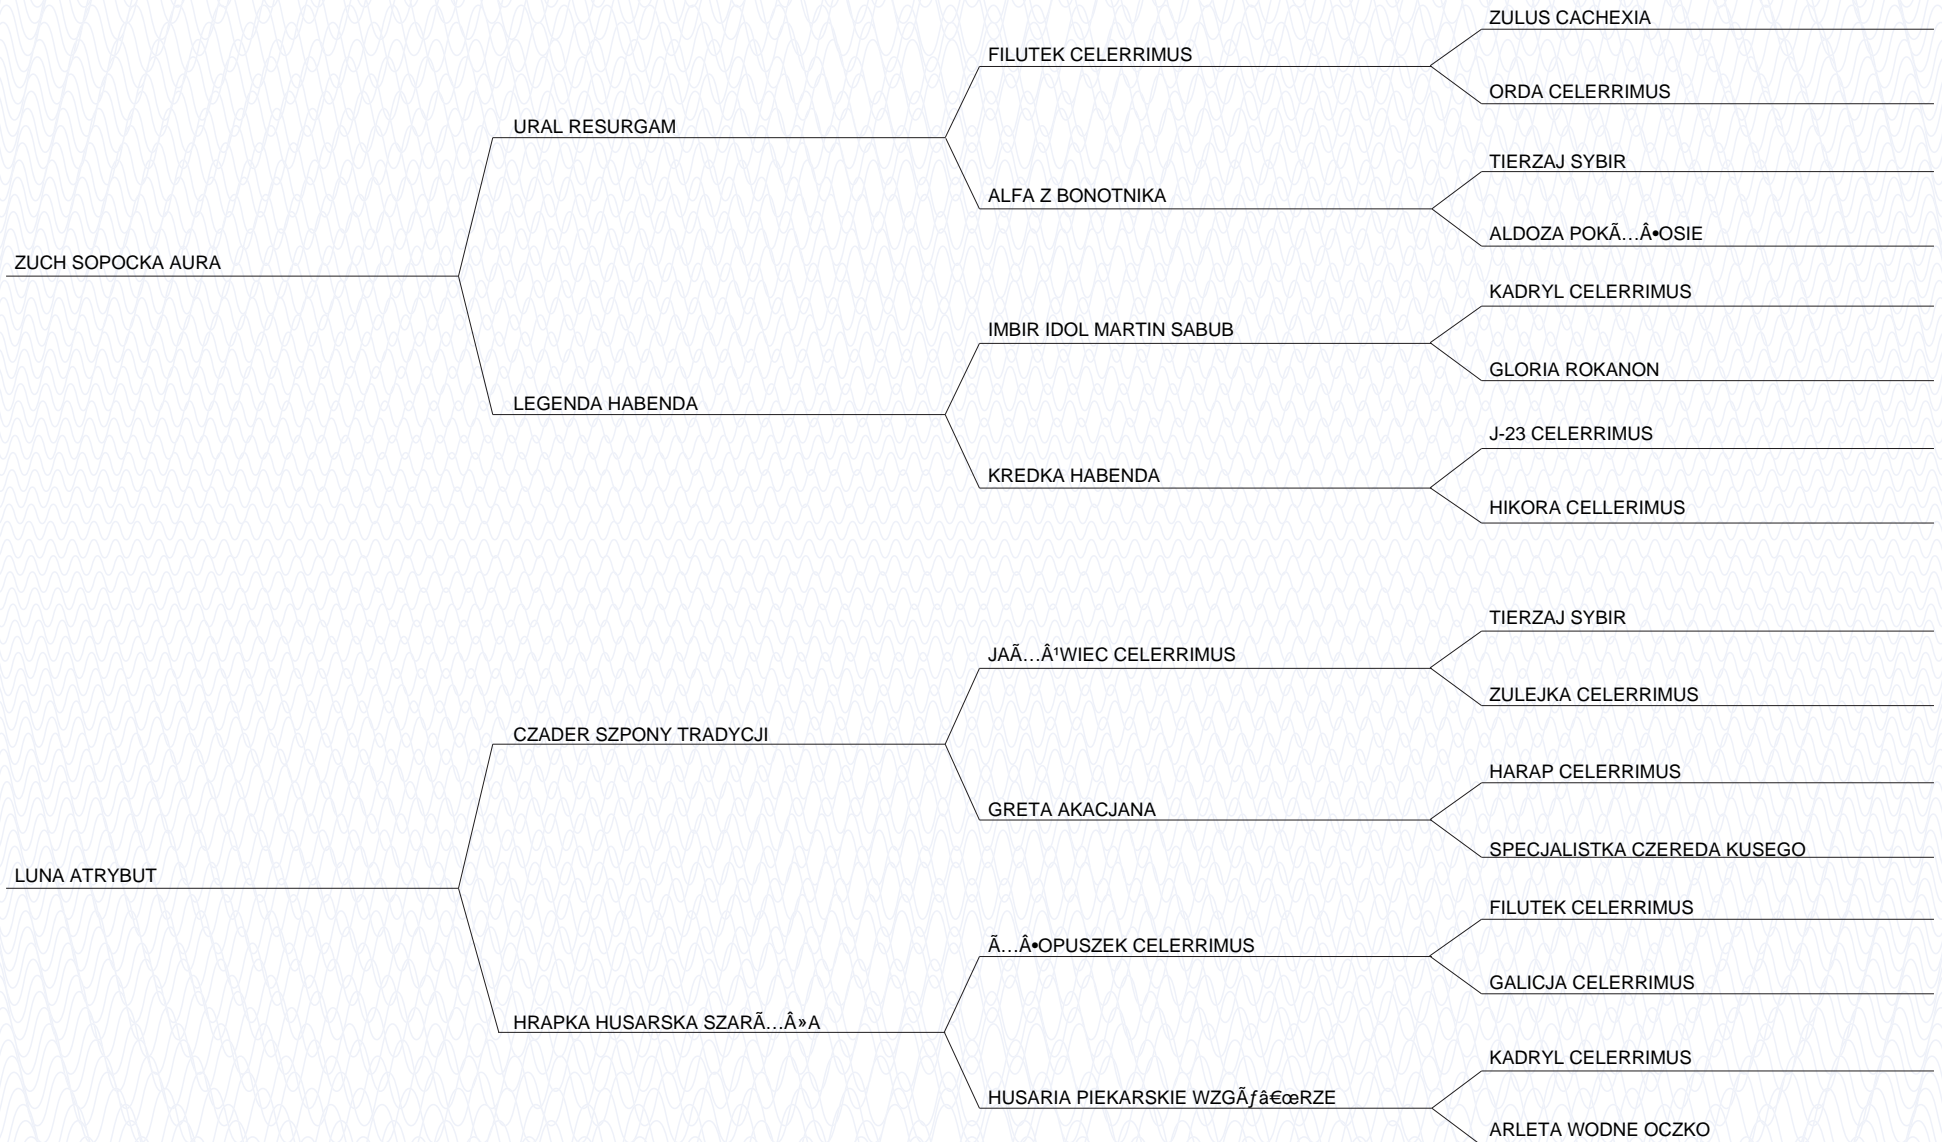 ZULUS CACHEXIA
FILUTEK CELERRIMUS
ORDA CELERRIMUS
URAL RESURGAM
TIERZAJ SYBIR
ALFA Z BONOTNIKA
ALDOZA POKÃ…Â•OSIE
ZUCH SOPOCKA AURA
KADRYL CELERRIMUS
IMBIR IDOL MARTIN SABUB
GLORIA ROKANON
LEGENDA HABENDA
J-23 CELERRIMUS
KREDKA HABENDA
HIKORA CELLERIMUS
TIERZAJ SYBIR
JAÃ…Â¹WIEC CELERRIMUS
ZULEJKA CELERRIMUS
CZADER SZPONY TRADYCJI
HARAP CELERRIMUS
GRETA AKACJANA
SPECJALISTKA CZEREDA KUSEGO
LUNA ATRYBUT
FILUTEK CELERRIMUS
Ã…Â•OPUSZEK CELERRIMUS
GALICJA CELERRIMUS
HRAPKA HUSARSKA SZARÃ…Â»A
KADRYL CELERRIMUS
HUSARIA PIEKARSKIE WZGÃƒâ€œRZE
ARLETA WODNE OCZKO